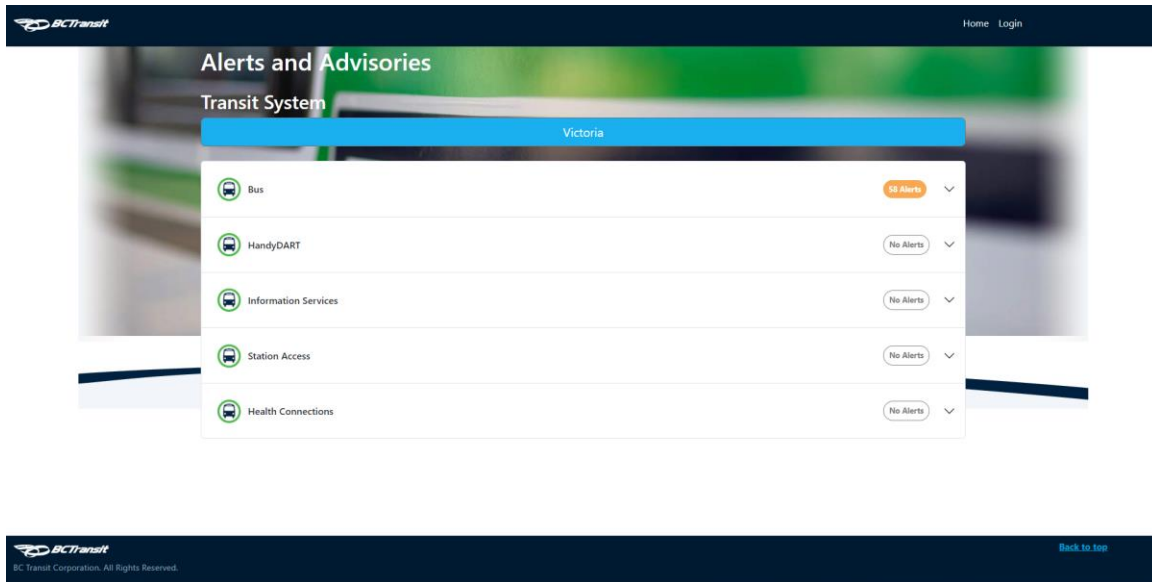 BCTransit
Home Login
Alerts and Advisories
Transit System
Victoria
Bus 58 Alerts
HandyDART No Alerts
Information Services No Alerts
Station Access No Alerts
Health Connections No Alerts
BCTransit
Back to top
BC Transit Corporation. All Rights Reserved.